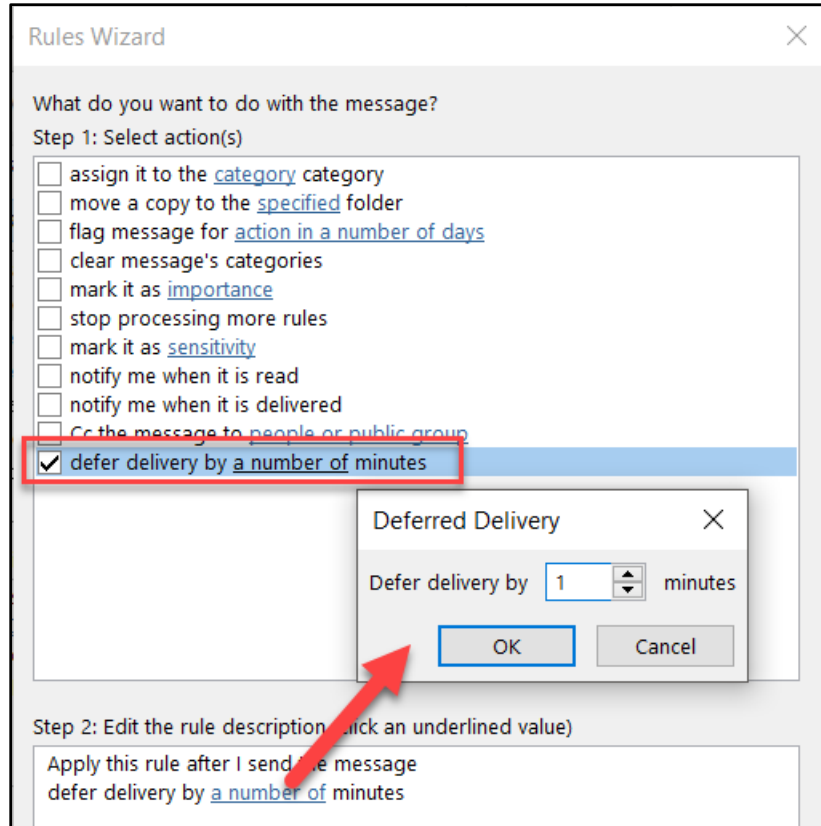 Rules Wizard
What do you want to do with the message?
Step 1: Select action(s)
assign it to the category category
move a copy to the specified folder
flag message for action in a number of days
clear message's categories
mark it as importance
stop processing more rules
mark it as sensitivity
notify me when it is read
notify me when it is delivered
Cc the message to people or public group
defer delivery by a number of minutes
Deferred Delivery
Defer delivery by 1 minutes
OK Cancel
Step 2: Edit the rule description (click an underlined value)
Apply this rule after I send the message
defer delivery by a number of minutes